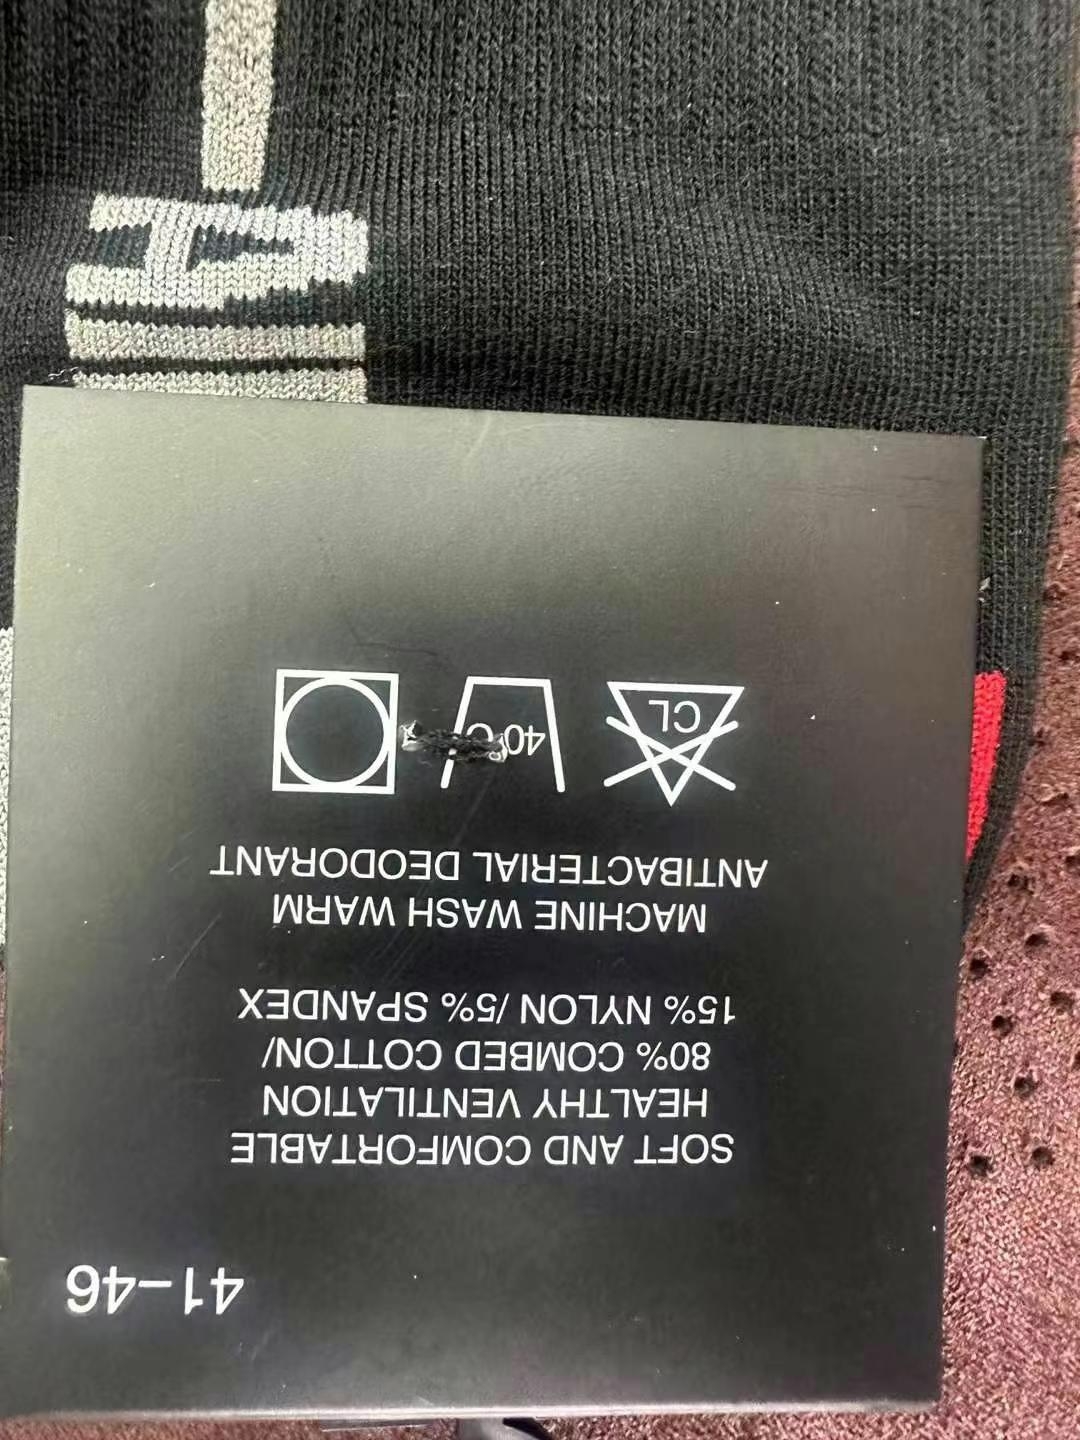 41-46
SOFT AND COMFORTABLE
HEALTHY VENTILATION
80% COMBED COTTON/
15% NYLON /5% SPANDEX
MACHINE WASH WARM
ANTIBACTERIAL DEODORANT
CL
40